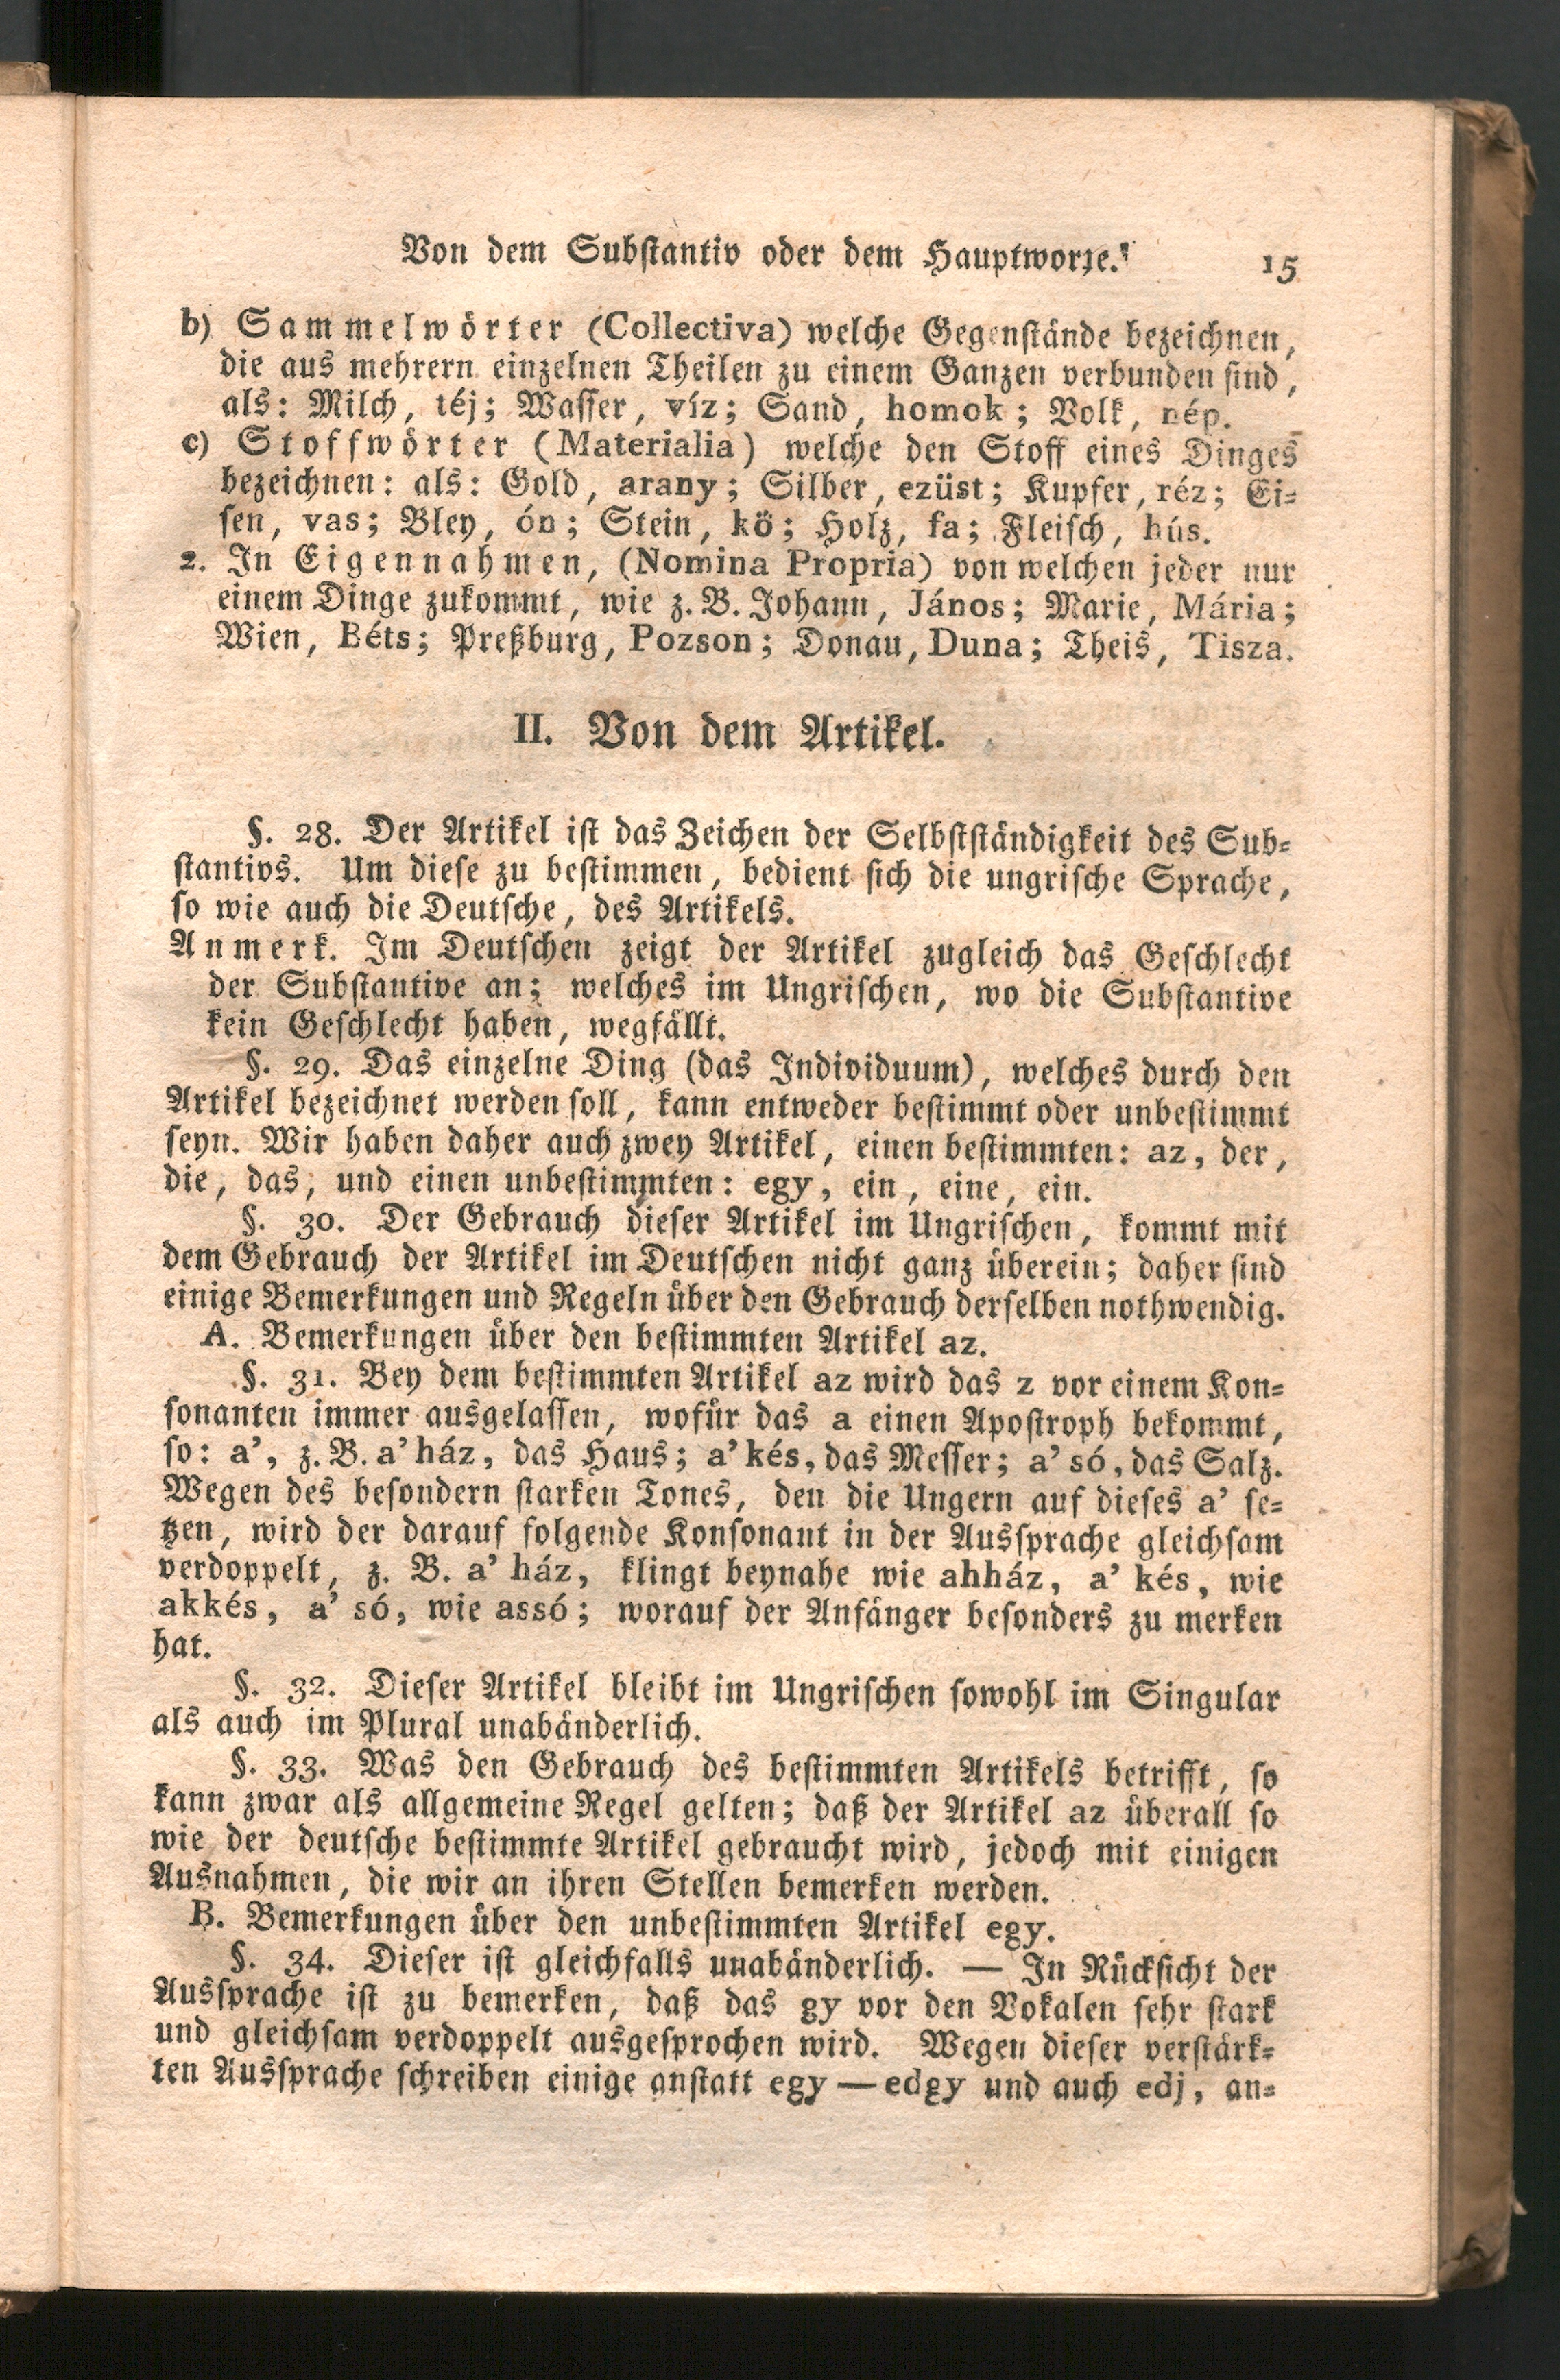 Von dem Substantiv oder dem Hauptworte. 15
b) Sammelwörter (Collectiva) welche Gegenstände bezeichnen,
die aus mehrern einzelnen Theilen zu einem Ganzen verbunden sind,
als: Milch, téj; Wasser, víz; Sand, homok; Volk, nép.
c) Stoffwörter (Materialia) welche den Stoff eines Dinges
bezeichnen: als: Gold, arany; Silber, ezüst; Kupfer, réz; Ei=
sen, vas; Bley, ón; Stein, kö; Holz, fa; Fleisch, hús.
2. In Eigennahmen, (Nomina Propria) von welchen jeder nur
einem Dinge zukommt, wie z. B. Johann, János; Marie, Mária;
Wien, Béts; Preßburg, Pozson; Donau, Duna; Theis, Tisza.
II. Von dem Artikel.
§. 28. Der Artikel ist das Zeichen der Selbstständigkeit des Sub=
stantivs. Um diese zu bestimmen, bedient sich die ungrische Sprache,
so wie auch die Deutsche, des Artikels.
Anmerk. Im Deutschen zeigt der Artikel zugleich das Geschlecht
der Substantive an; welches im Ungrischen, wo die Substantive
kein Geschlecht haben, wegfällt.
§. 29. Das einzelne Ding (das Individuum), welches durch den
Artikel bezeichnet werden soll, kann entweder bestimmt oder unbestimmt
seyn. Wir haben daher auch zwey Artikel, einen bestimmten: az, der,
die, das, und einen unbestimmten: egy, ein, eine, ein.
§. 30. Der Gebrauch dieser Artikel im Ungrischen, kommt mit
dem Gebrauch der Artikel im Deutschen nicht ganz überein; daher sind
einige Bemerkungen und Regeln über den Gebrauch derselben nothwendig.
A. Bemerkungen über den bestimmten Artikel az.
§. 31. Bey dem bestimmten Artikel az wird das z vor einem Kon=
sonanten immer ausgelassen, wofür das a einen Apostroph bekommt,
so: a', z. B. a' ház, das Haus; a' kés, das Messer; a' só, das Salz.
Wegen des besondern starken Tones, den die Ungern auf dieses a' se=
tzen, wird der darauf folgende Konsonant in der Aussprache gleichsam
verdoppelt, z. B. a' ház, klingt beynahe wie ahház, a' kés, wie
akkés, a' só, wie assó; worauf der Anfänger besonders zu merken
hat.
§. 32. Dieser Artikel bleibt im Ungrischen sowohl im Singular
als auch im Plural unabänderlich.
§. 33. Was den Gebrauch des bestimmten Artikels betrifft, so
kann zwar als allgemeine Regel gelten; daß der Artikel az überall so
wie der deutsche bestimmte Artikel gebraucht wird, jedoch mit einigen
Ausnahmen, die wir an ihren Stellen bemerken werden.
B. Bemerkungen über den unbestimmten Artikel egy.
§. 34. Dieser ist gleichfalls unabänderlich. — In Rücksicht der
Aussprache ist zu bemerken, daß das gy vor den Vokalen sehr stark
und gleichsam verdoppelt ausgesprochen wird. Wegen dieser verstärk=
ten Aussprache schreiben einige anstatt egy — edgy und auch edj, an=